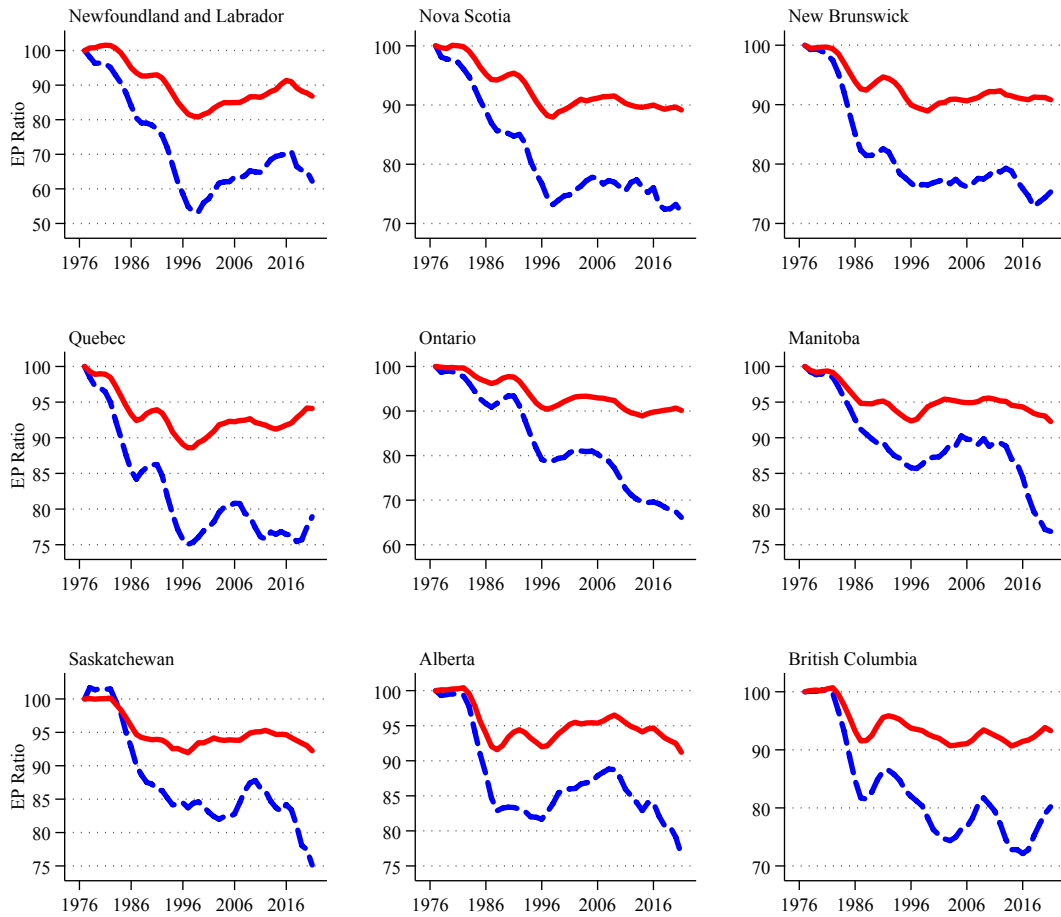 Newfoundland and Labrador
EP Ratio
100
90
80
70
60
50
1976 1986 1996 2006 2016
Nova Scotia
100
90
80
70
1976 1986 1996 2006 2016
New Brunswick
100
90
80
70
1976 1986 1996 2006 2016
Quebec
EP Ratio
100
95
90
85
80
75
1976 1986 1996 2006 2016
Ontario
100
90
80
70
60
1976 1986 1996 2006 2016
Manitoba
100
95
90
85
80
75
1976 1986 1996 2006 2016
Saskatchewan
EP Ratio
100
95
90
85
80
75
1976 1986 1996 2006 2016
Alberta
100
95
90
85
80
75
1976 1986 1996 2006 2016
British Columbia
100
90
80
70
1976 1986 1996 2006 2016